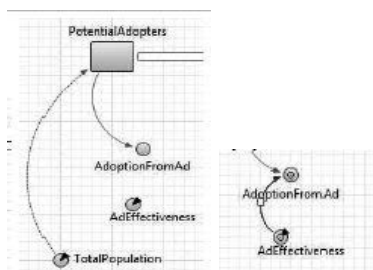 PotentialAdopters
AdoptionFromAd
AdEffectiveness
TotalPopulation
AdoptionFromAd
AdEffectiveness